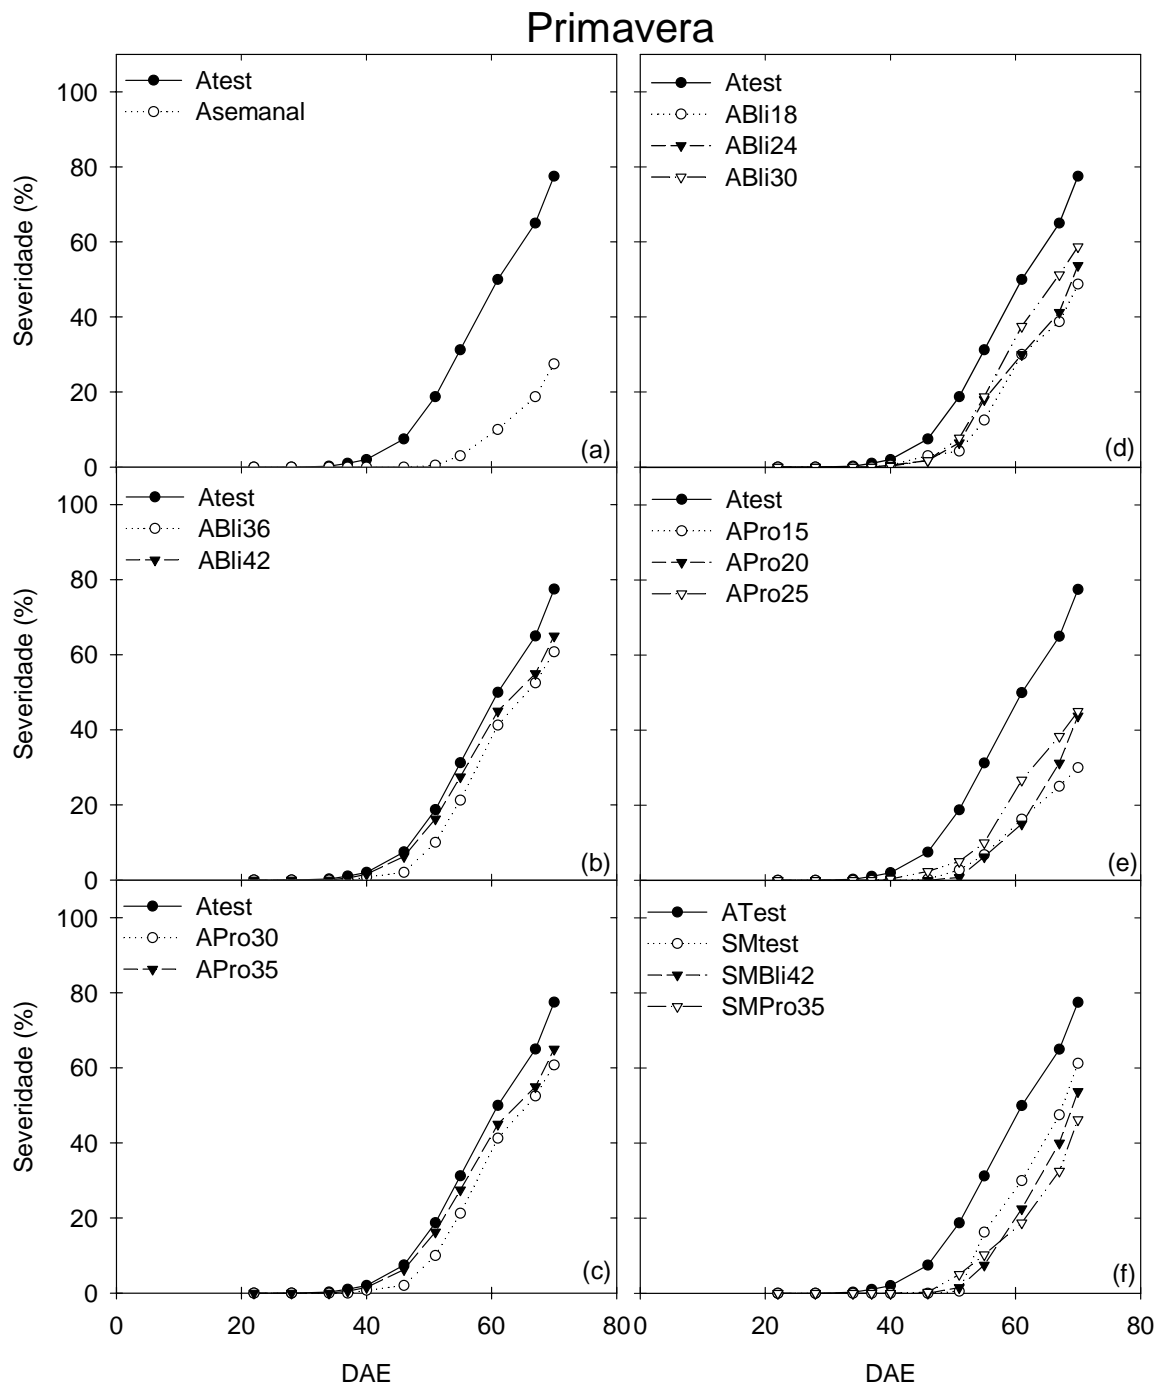 Primavera
Severidade (%)
100
80
60
40
20
0
Atest
Asemanal
(a)
Atest
ABli18
ABli24
ABli30
(d)
Severidade (%)
100
80
60
40
20
0
Atest
ABli36
ABli42
(b)
Atest
APro15
APro20
APro25
(e)
Severidade (%)
100
80
60
40
20
0
Atest
APro30
APro35
(c)
ATest
SMtest
SMBli42
SMPro35
(f)
0 20 40 60 80 0 20 40 60 80
DAE DAE